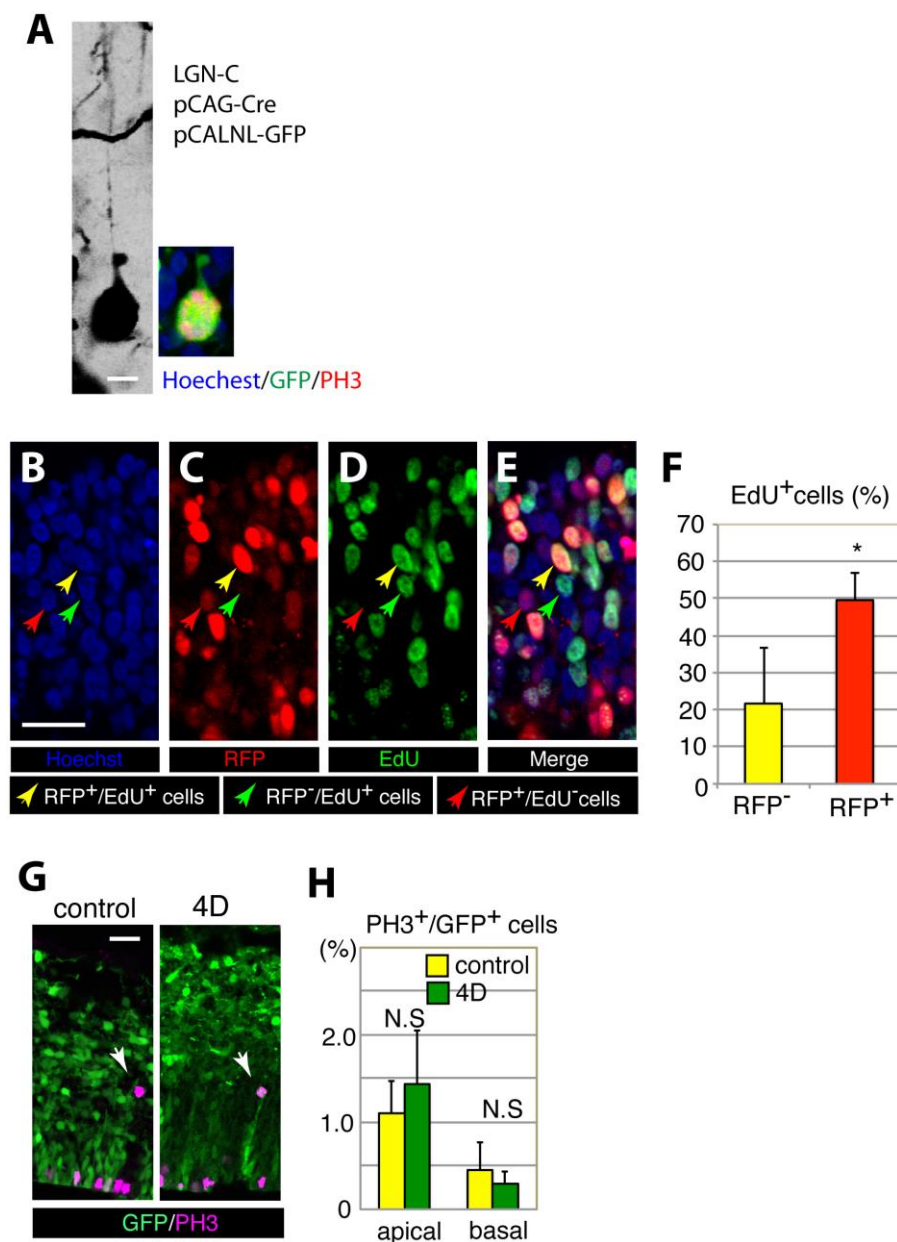 A
LGN-C
pCAG-Cre
pCALNL-GFP
Hoechest/GFP/PH3
B
C
D
E
Hoechst
RFP
EdU
Merge
RFP⁺/EdU⁺ cells
RFP⁻/EdU⁺ cells
RFP⁺/EdU⁻cells
F
EdU⁺cells (%)
70
60
50
40
30
20
10
0
*
RFP⁻
RFP⁺
G
control
4D
GFP/PH3
H
PH3⁺/GFP⁺ cells
(%)
control
4D
N.S
N.S
2.0
1.0
0
apical
basal